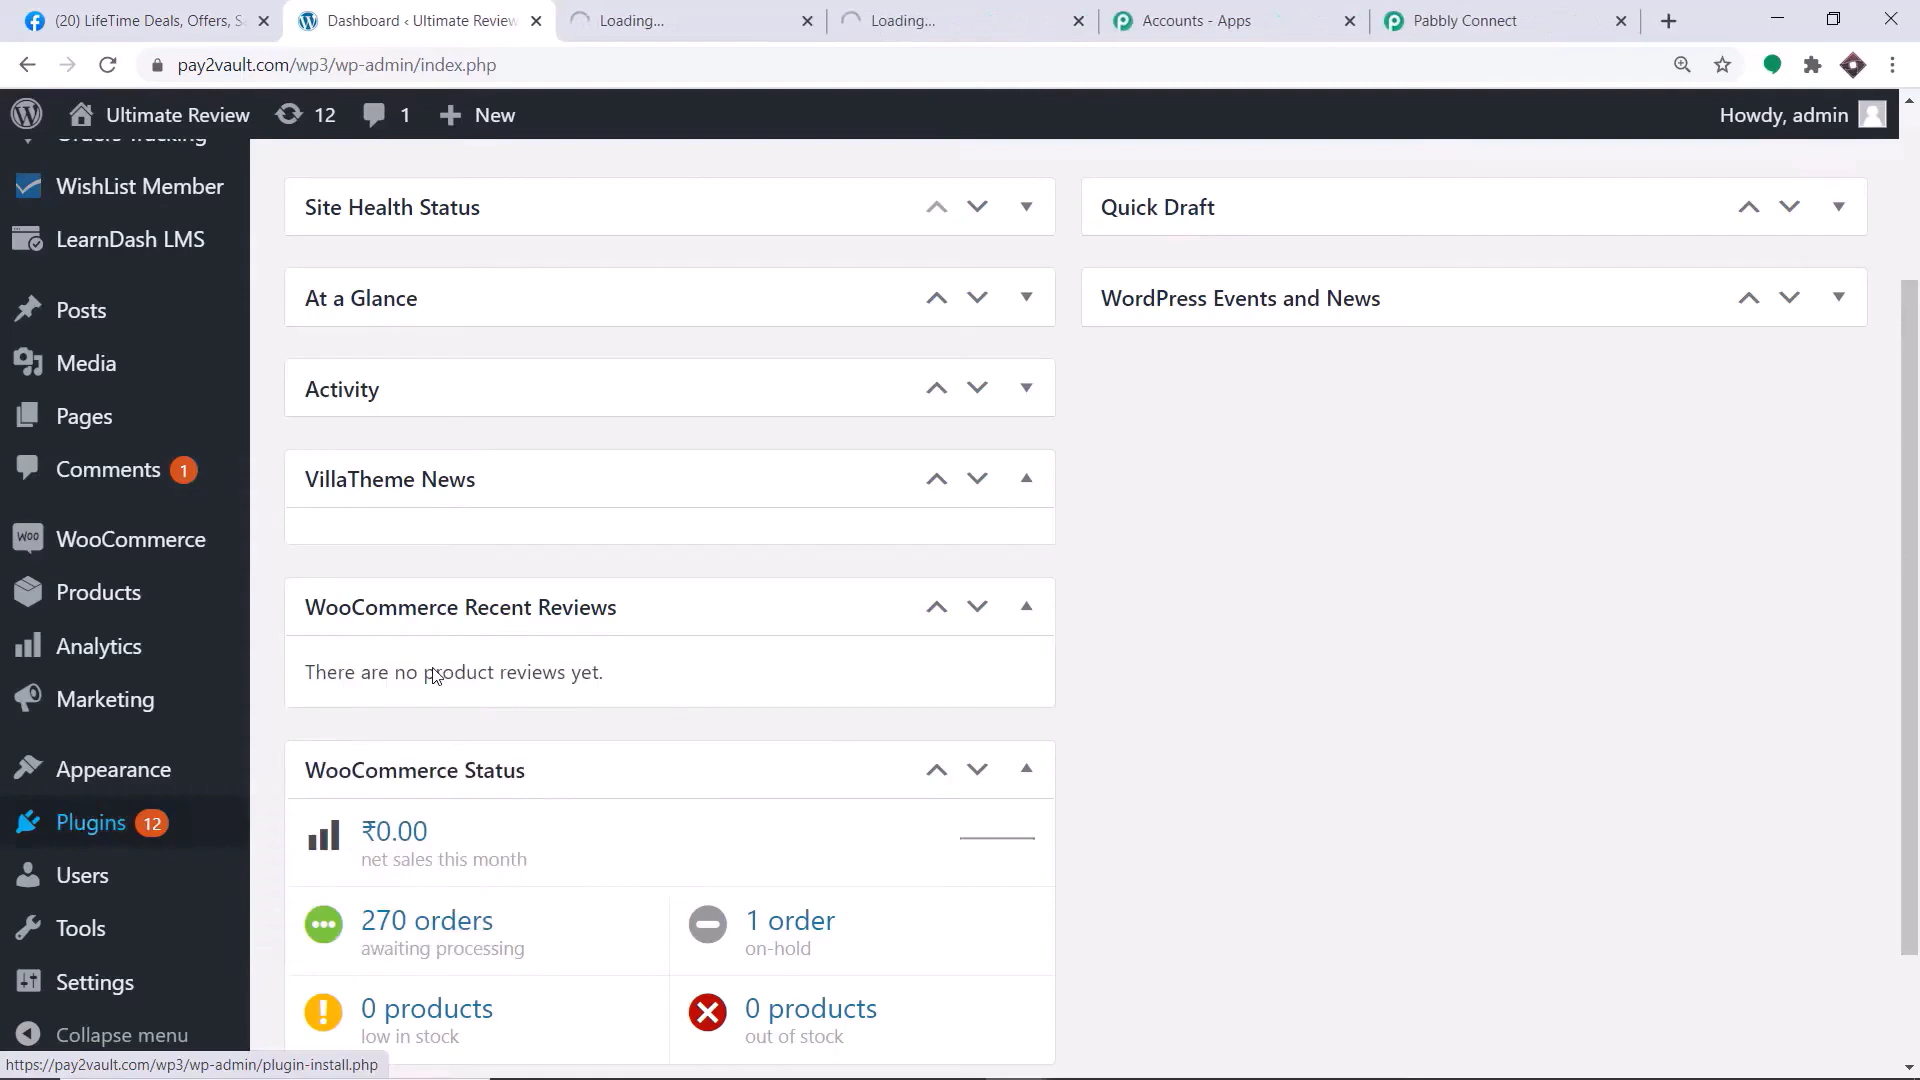 (20) LifeTime Deals, Offers, S
Dashboard ‹ Ultimate Review
Loading...
Loading...
Accounts - Apps
Pabbly Connect
pay2vault.com/wp3/wp-admin/index.php
Ultimate Review
12
1
New
Howdy, admin
Orders Tracking
WishList Member
LearnDash LMS
Posts
Media
Pages
Comments 1
Woo
WooCommerce
Products
Analytics
Marketing
Appearance
Plugins 12
Users
Tools
Settings
Collapse menu
Site Health Status
At a Glance
Activity
VillaTheme News
WooCommerce Recent Reviews
There are no product reviews yet.
WooCommerce Status
₹0.00
net sales this month
270 orders
awaiting processing
1 order
on-hold
0 products
low in stock
0 products
out of stock
Quick Draft
WordPress Events and News
https://pay2vault.com/wp3/wp-admin/plugin-install.php